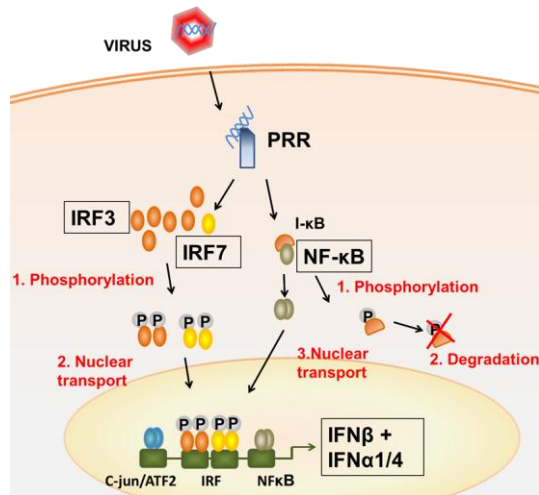 VIRUS
PRR
IRF3
IRF7
I-κB
NF-κB
1. Phosphorylation
1. Phosphorylation
P P
P P
P
P
2. Nuclear
transport
3.Nuclear
transport
2. Degradation
P P P P
IFNβ +
IFNα1/4
C-jun/ATF2 IRF NFκB